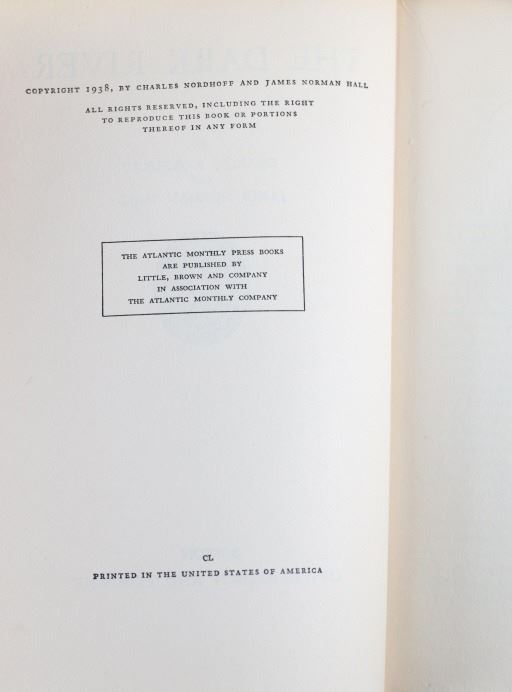 COPYRIGHT 1938, BY CHARLES NORDHOFF AND JAMES NORMAN HALL
ALL RIGHTS RESERVED, INCLUDING THE RIGHT
TO REPRODUCE THIS BOOK OR PORTIONS
THEREOF IN ANY FORM
THE ATLANTIC MONTHLY PRESS BOOKS
ARE PUBLISHED BY
LITTLE, BROWN AND COMPANY
IN ASSOCIATION WITH
THE ATLANTIC MONTHLY COMPANY
CL
PRINTED IN THE UNITED STATES OF AMERICA